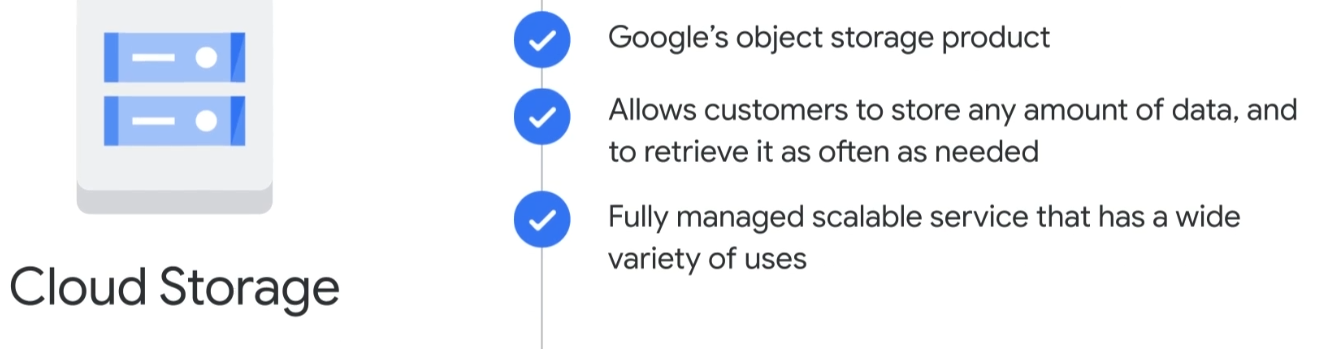 Google’s object storage product
Allows customers to store any amount of data, and
to retrieve it as often as needed
Fully managed scalable service that has a wide
variety of uses
Cloud Storage